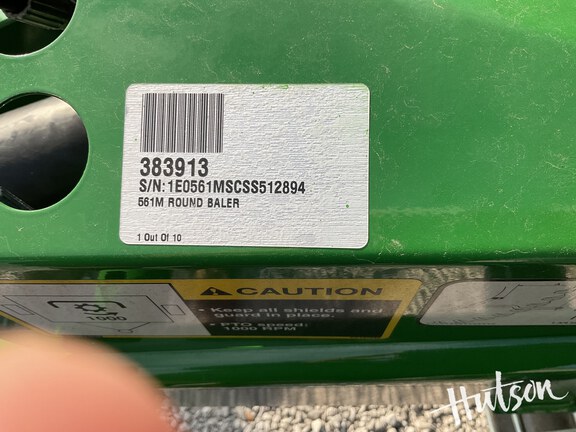 383913
S/N:1E0561MSCSS512894
561M ROUND BALER
1 Out Of 10
CAUTION
1000
• Keep all shields and
guard in place.
• PTO speed:
1000 RPM
Hutson